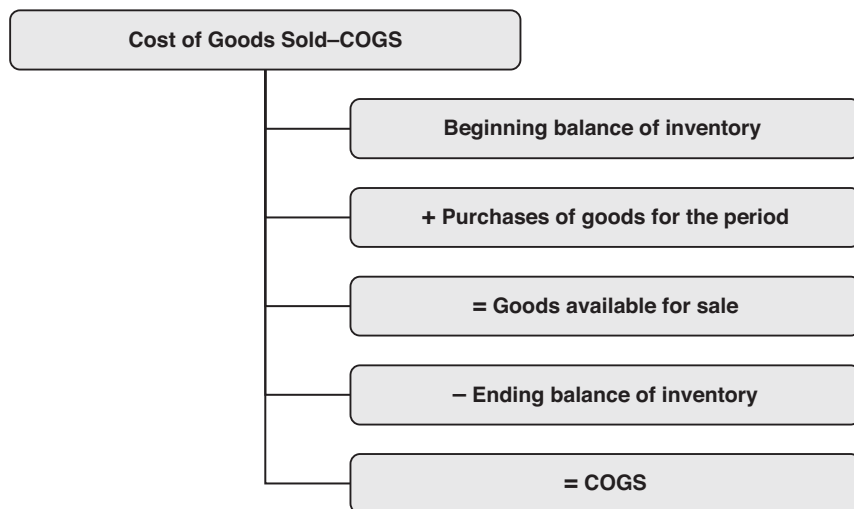 Cost of Goods Sold–COGS
Beginning balance of inventory
+ Purchases of goods for the period
= Goods available for sale
– Ending balance of inventory
= COGS